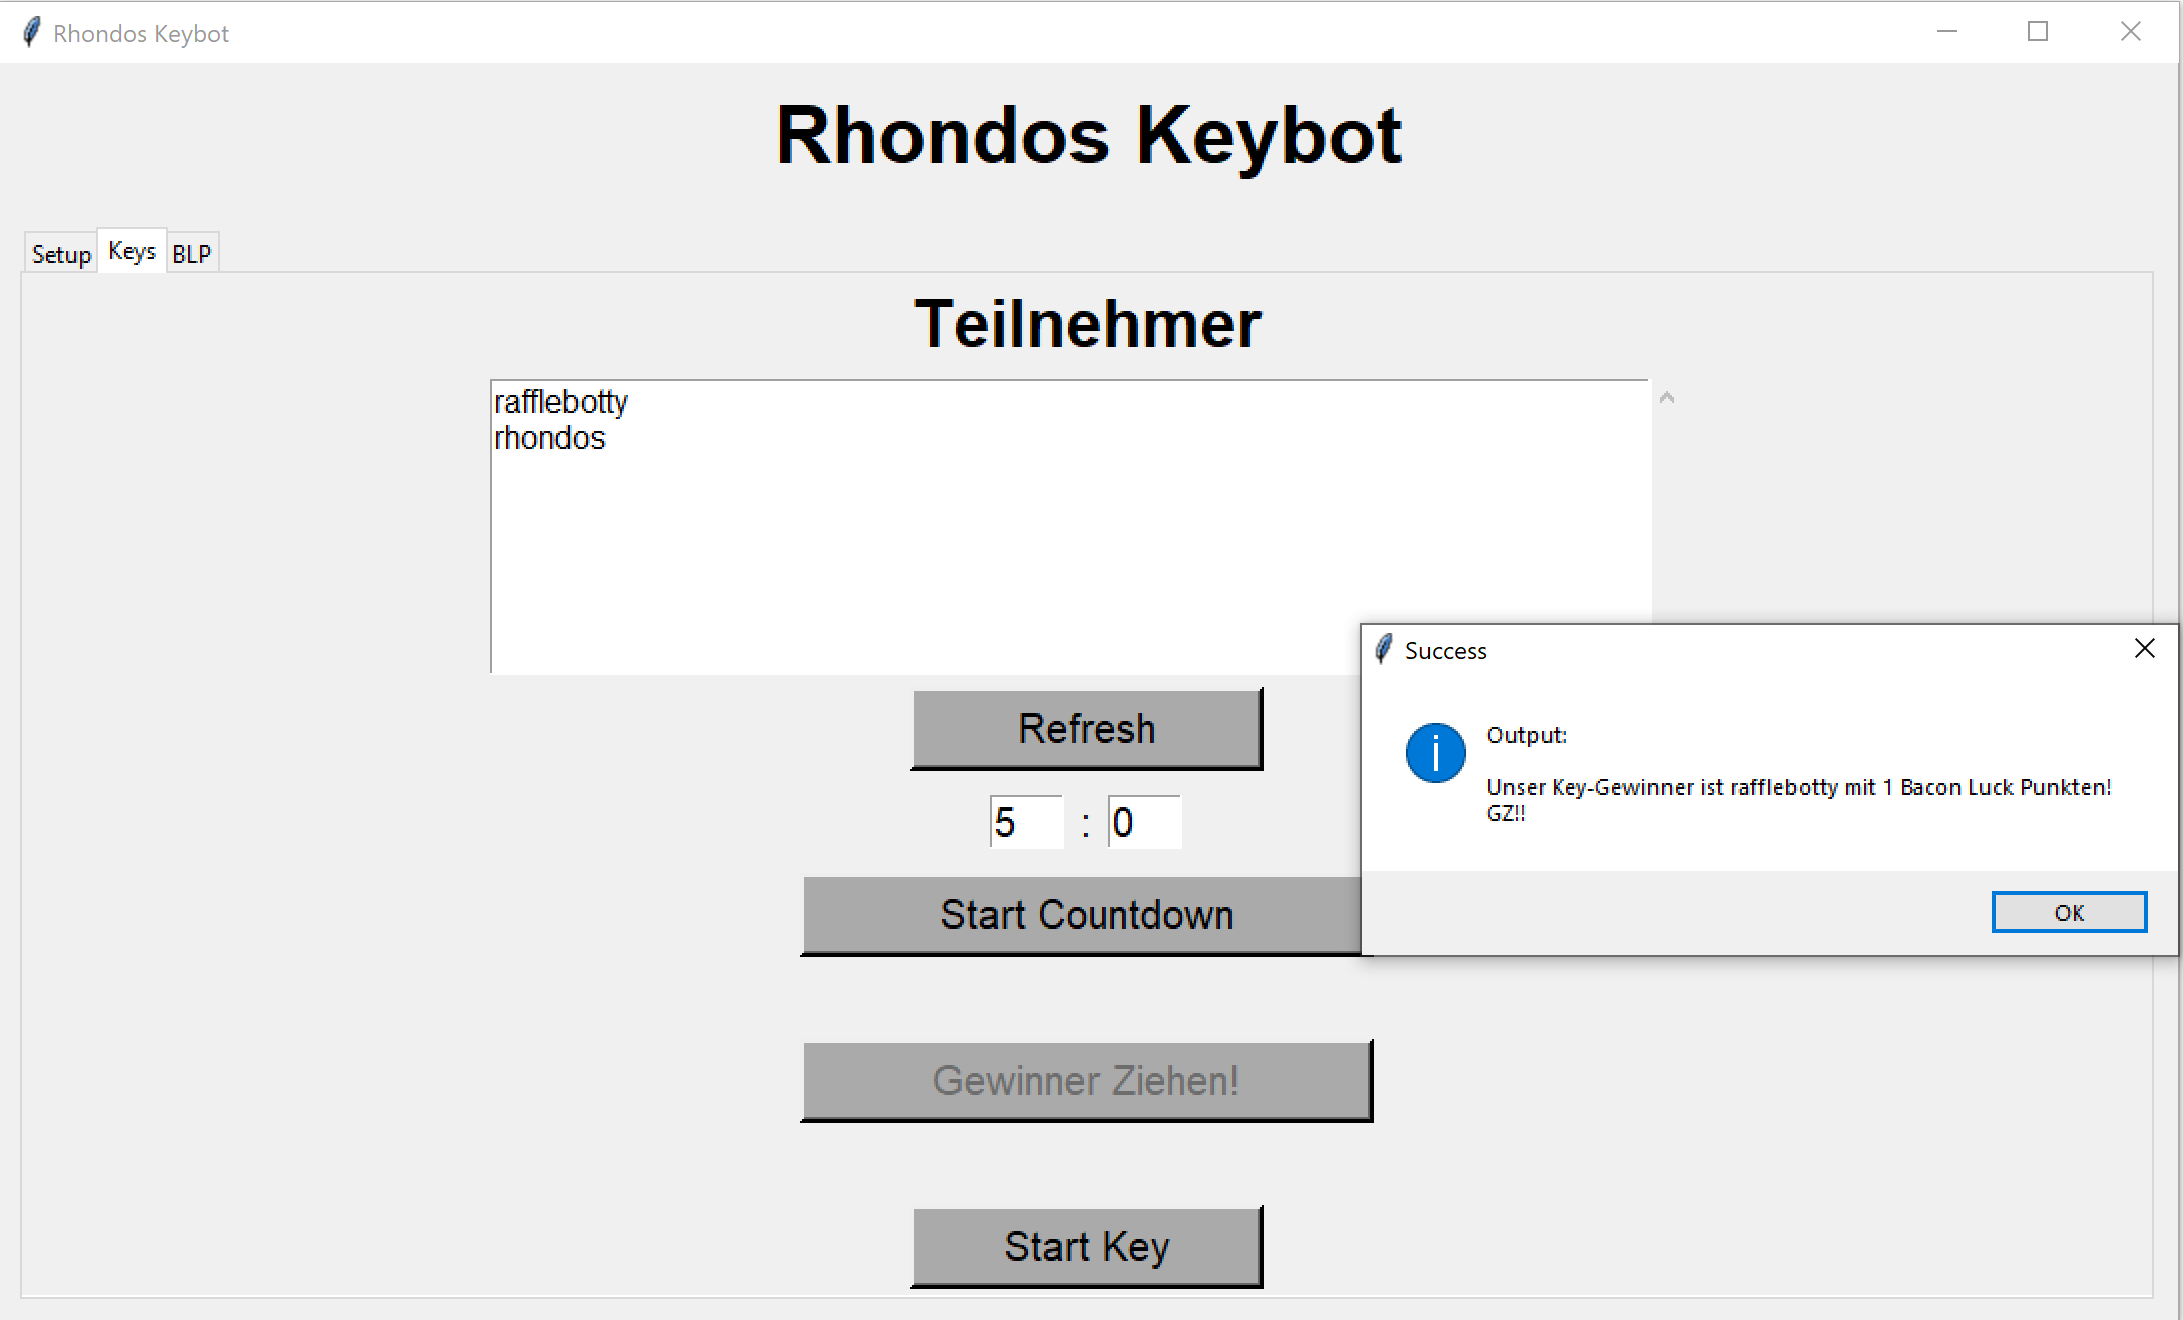 Rhondos Keybot
Rhondos Keybot
Setup
Keys
BLP
Teilnehmer
rafflebotty
rhondos
Refresh
5 : 0
Start Countdown
Gewinner Ziehen!
Start Key
Success
Output:
Unser Key-Gewinner ist rafflebotty mit 1 Bacon Luck Punkten!
GZ!!
OK